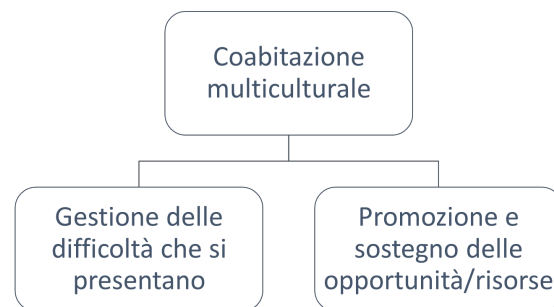 Coabitazione
multiculturale
Gestione delle
difficoltà che si
presentano
Promozione e
sostegno delle
opportunità/risorse